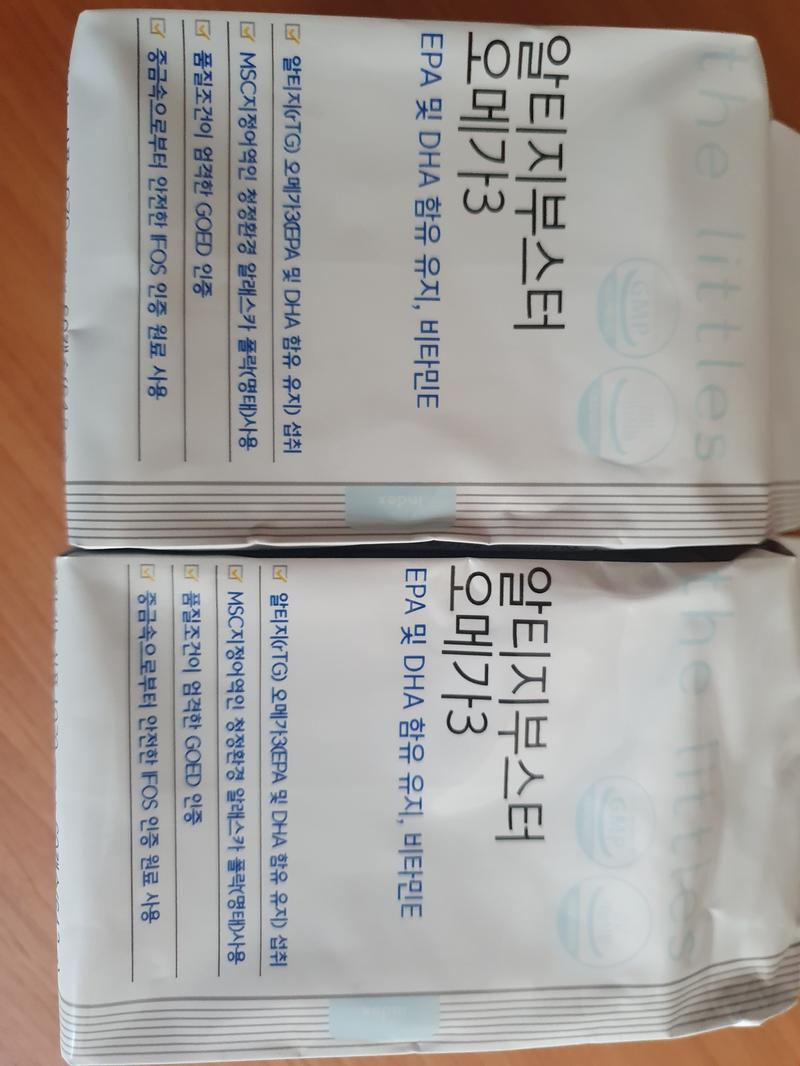 the littles
GMP
알티지부스터
오메가3
EPA 및 DHA 함유 유지, 비타민E
알티지(rTG) 오메가3(EPA 및 DHA 함유 유지) 섭취
MSC지정어역인 청정환경 알래스카 폴락(명태)사용
품질조건이 엄격한 GOED 인증
중금속으로부터 안전한 IFOS 인증 원료 사용
index
the littles
GMP
알티지부스터
오메가3
EPA 및 DHA 함유 유지, 비타민E
알티지(rTG) 오메가3(EPA 및 DHA 함유 유지) 섭취
MSC지정어역인 청정환경 알래스카 폴락(명태)사용
품질조건이 엄격한 GOED 인증
중금속으로부터 안전한 IFOS 인증 원료 사용
index